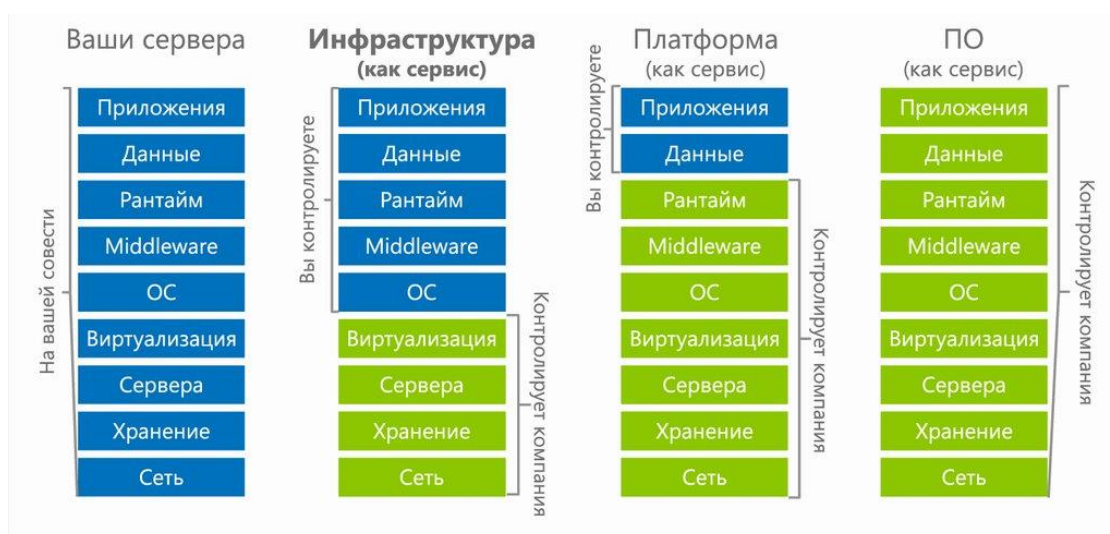 Ваши сервера
На вашей совести
Приложения
Данные
Рантайм
Middleware
ОС
Виртуализация
Сервера
Хранение
Сеть
Инфраструктура
(как сервис)
Вы контролируете
Приложения
Данные
Рантайм
Middleware
ОС
Виртуализация
Сервера
Хранение
Сеть
Контролирует компания
Платформа
(как сервис)
Вы контролируете
Приложения
Данные
Рантайм
Middleware
ОС
Виртуализация
Сервера
Хранение
Сеть
Контролирует компания
ПО
(как сервис)
Приложения
Данные
Рантайм
Middleware
ОС
Виртуализация
Сервера
Хранение
Сеть
Контролирует компания